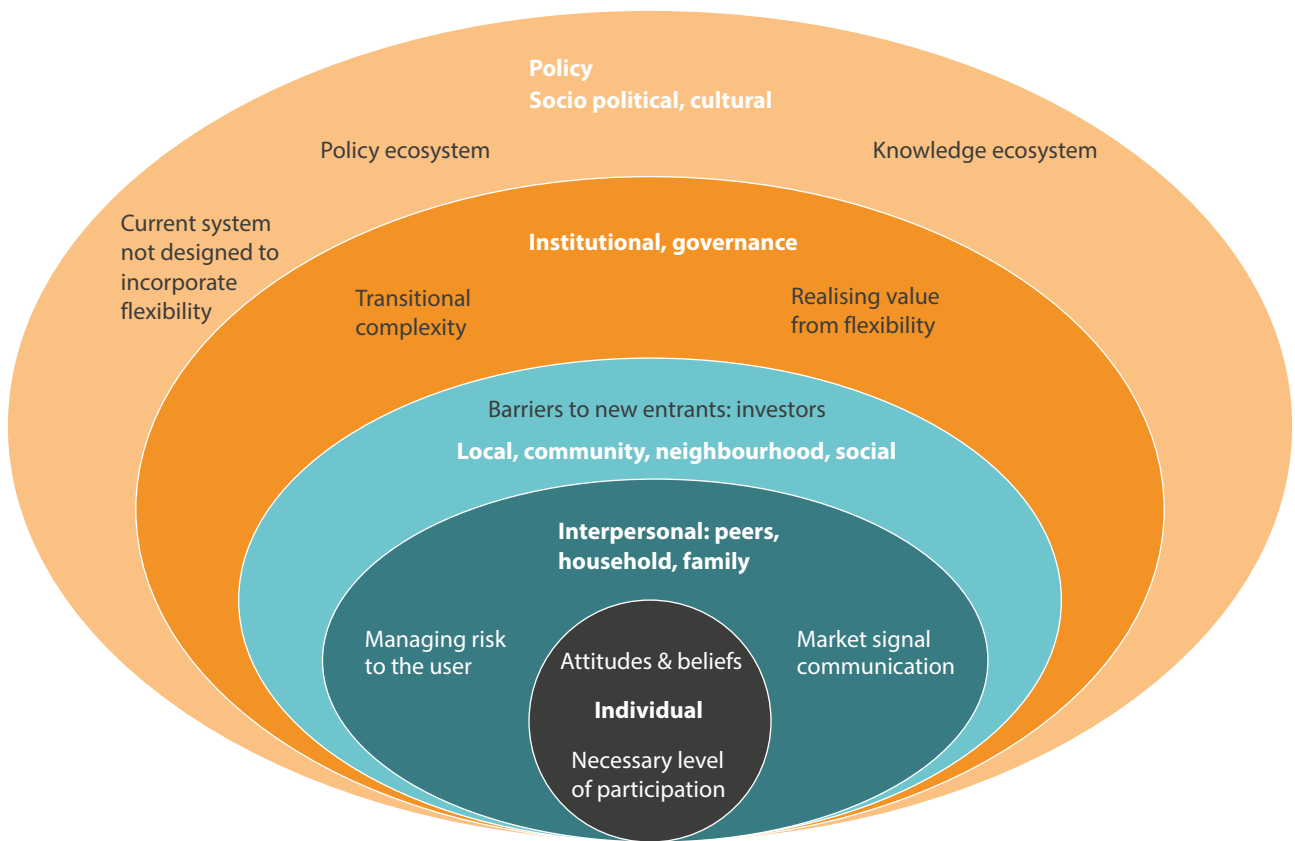 Policy
Socio political, cultural
Policy ecosystem
Knowledge ecosystem
Current system
not designed to
incorporate
flexibility
Institutional, governance
Transitional
complexity
Realising value
from flexibility
Barriers to new entrants: investors
Local, community, neighbourhood, social
Interpersonal: peers,
household, family
Managing risk
to the user
Market signal
communication
Attitudes & beliefs
Individual
Necessary level
of participation